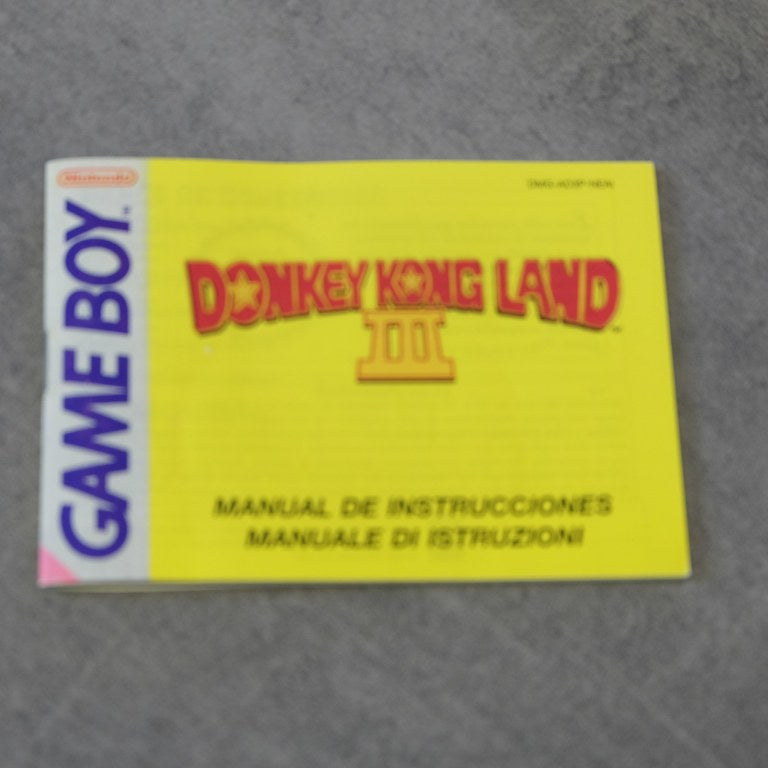 Nintendo
GAME BOY
DONKEY KONG LAND
III
MANUAL DE INSTRUCCIONES
MANUALE DI ISTRUZIONI